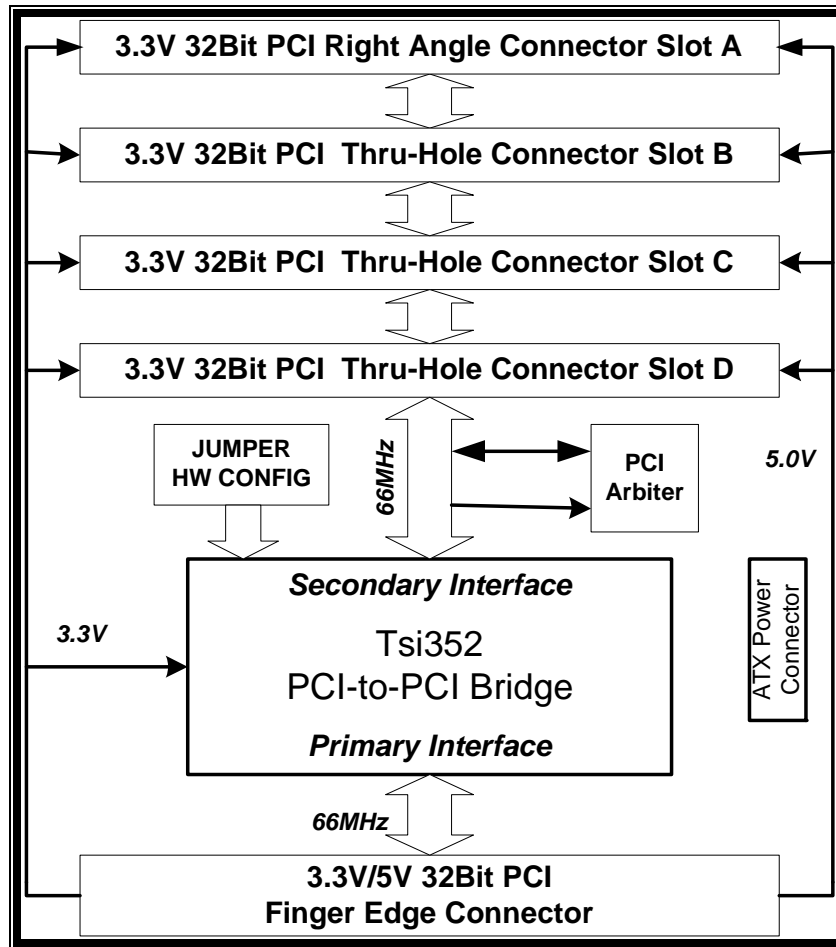 3.3V 32Bit PCI Right Angle Connector Slot A
3.3V 32Bit PCI Thru-Hole Connector Slot B
3.3V 32Bit PCI Thru-Hole Connector Slot C
3.3V 32Bit PCI Thru-Hole Connector Slot D
JUMPER
HW CONFIG
66MHz
PCI
Arbiter
5.0V
Secondary Interface
Tsi352
PCI-to-PCI Bridge
Primary Interface
3.3V
ATX Power
Connector
66MHz
3.3V/5V 32Bit PCI
Finger Edge Connector